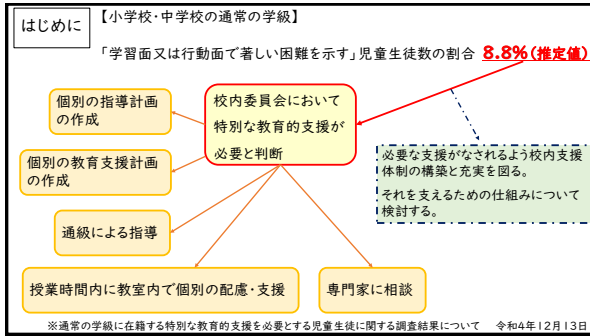 はじめに
【小学校・中学校の通常の学級】
「学習面又は行動面で著しい困難を示す」児童生徒数の割合 8.8%(推定値)
個別の指導計画
の作成
校内委員会において
特別な教育的支援が
必要と判断
個別の教育支援計画
の作成
必要な支援がなされるよう校内支援
体制の構築と充実を図る。
それを支えるための仕組みについて
検討する。
通級による指導
授業時間内に教室内で個別の配慮・支援
専門家に相談
※通常の学級に在籍する特別な教育的支援を必要とする児童生徒に関する調査結果について 令和4年12月13日